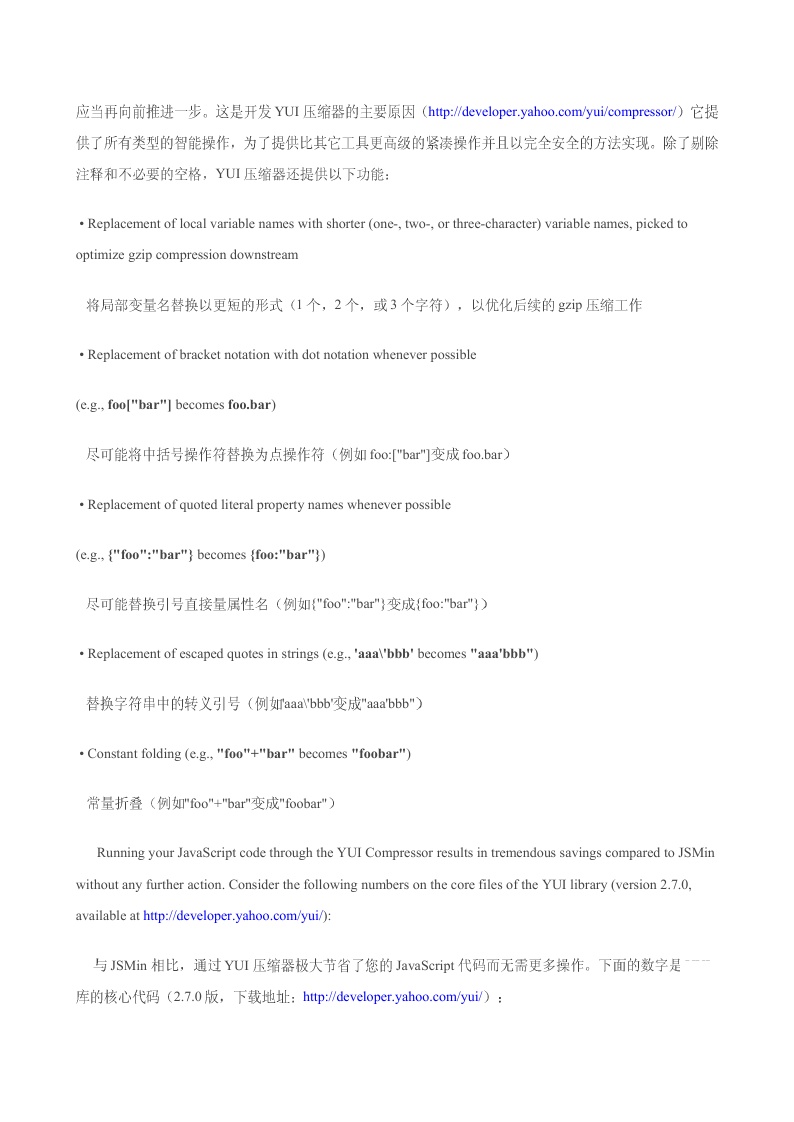 应当再向前推进一步。这是开发 YUI 压缩器的主要原因（http://developer.yahoo.com/yui/compressor/）它提
供了所有类型的智能操作，为了提供比其它工具更高级的紧凑操作并且以完全安全的方法实现。除了剔除
注释和不必要的空格，YUI 压缩器还提供以下功能：
• Replacement of local variable names with shorter (one-, two-, or three-character) variable names, picked to
optimize gzip compression downstream
将局部变量名替换以更短的形式（1 个，2 个，或 3 个字符），以优化后续的 gzip 压缩工作
• Replacement of bracket notation with dot notation whenever possible
(e.g., foo["bar"] becomes foo.bar)
尽可能将中括号操作符替换为点操作符（例如 foo:["bar"]变成 foo.bar）
• Replacement of quoted literal property names whenever possible
(e.g., {"foo":"bar"} becomes {foo:"bar"})
尽可能替换引号直接量属性名（例如{"foo":"bar"}变成{foo:"bar"}）
• Replacement of escaped quotes in strings (e.g., 'aaa\'bbb' becomes "aaa'bbb")
替换字符串中的转义引号（例如'aaa\'bbb'变成"aaa'bbb"）
• Constant folding (e.g., "foo"+"bar" becomes "foobar")
常量折叠（例如"foo"+"bar"变成"foobar"）
Running your JavaScript code through the YUI Compressor results in tremendous savings compared to JSMin
without any further action. Consider the following numbers on the core files of the YUI library (version 2.7.0,
available at http://developer.yahoo.com/yui/):
与 JSMin 相比，通过 YUI 压缩器极大节省了您的 JavaScript 代码而无需更多操作。下面的数字是
库的核心代码（2.7.0 版，下载地址：http://developer.yahoo.com/yui/）：